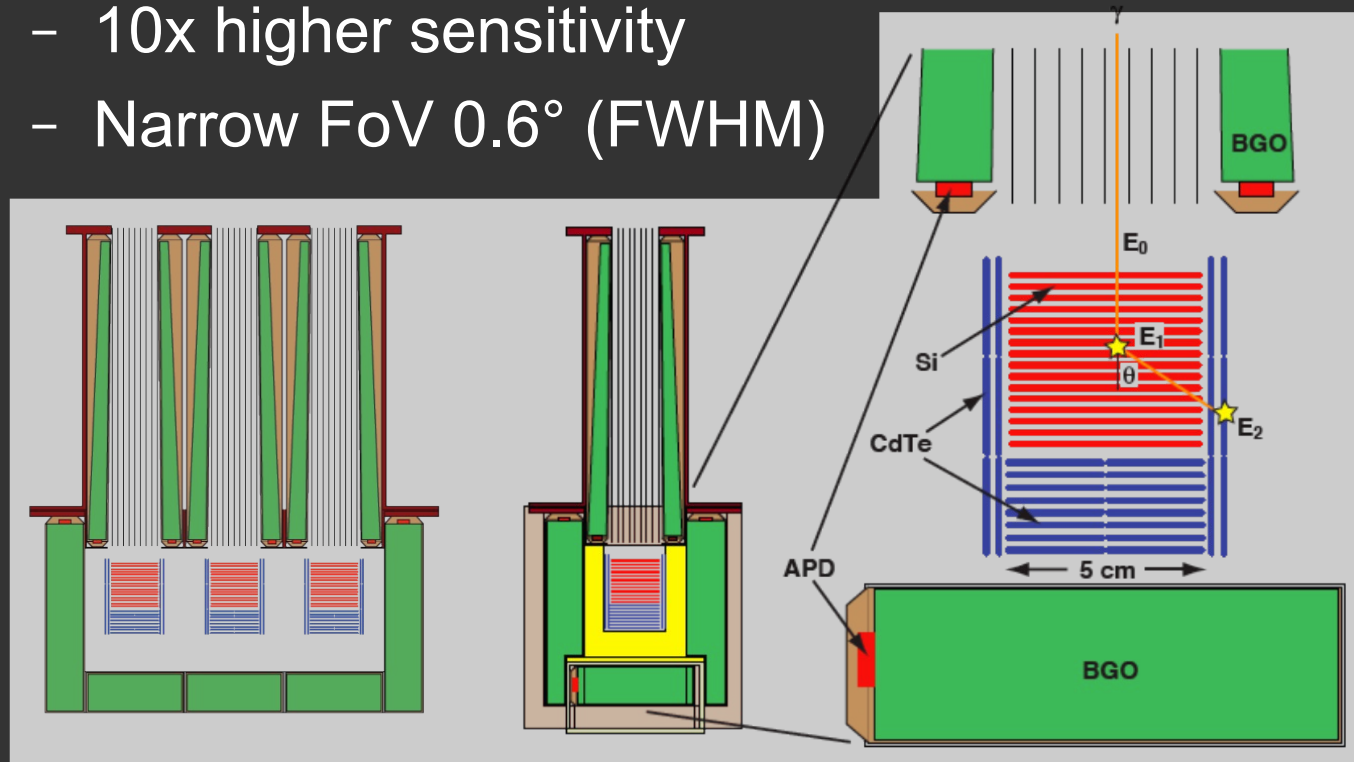 – 10x higher sensitivity
– Narrow FoV 0.6° (FWHM)
γ
BGO
E₀
E₁
Si
θ
CdTe
E₂
APD
5 cm
BGO